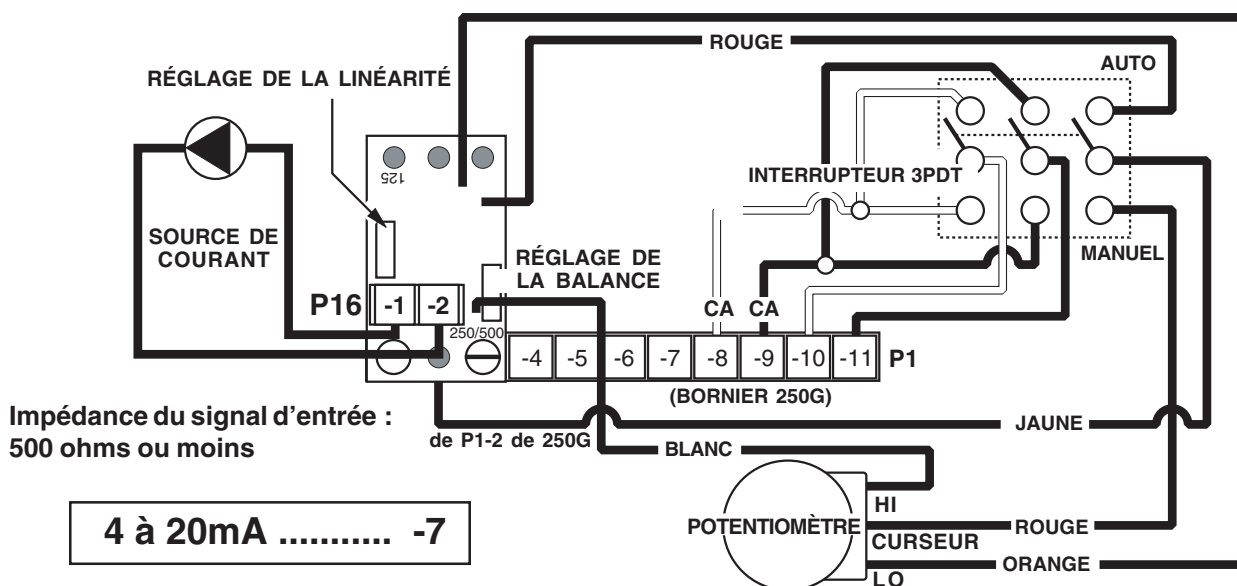 ROUGE
AUTO
RÉGLAGE DE LA LINÉARITÉ
125
INTERRUPTEUR 3PDT
SOURCE DE
COURANT
RÉGLAGE DE
LA BALANCE
MANUEL
P16
-1
-2
CA
CA
250/500
-4
-5
-6
-7
-8
-9
-10
-11
P1
(BORNIER 250G)
Impédance du signal d'entrée :
500 ohms ou moins
de P1-2 de 250G
JAUNE
BLANC
HI
POTENTIOMÈTRE
CURSEUR
ROUGE
LO
ORANGE
4 à 20mA ........... -7